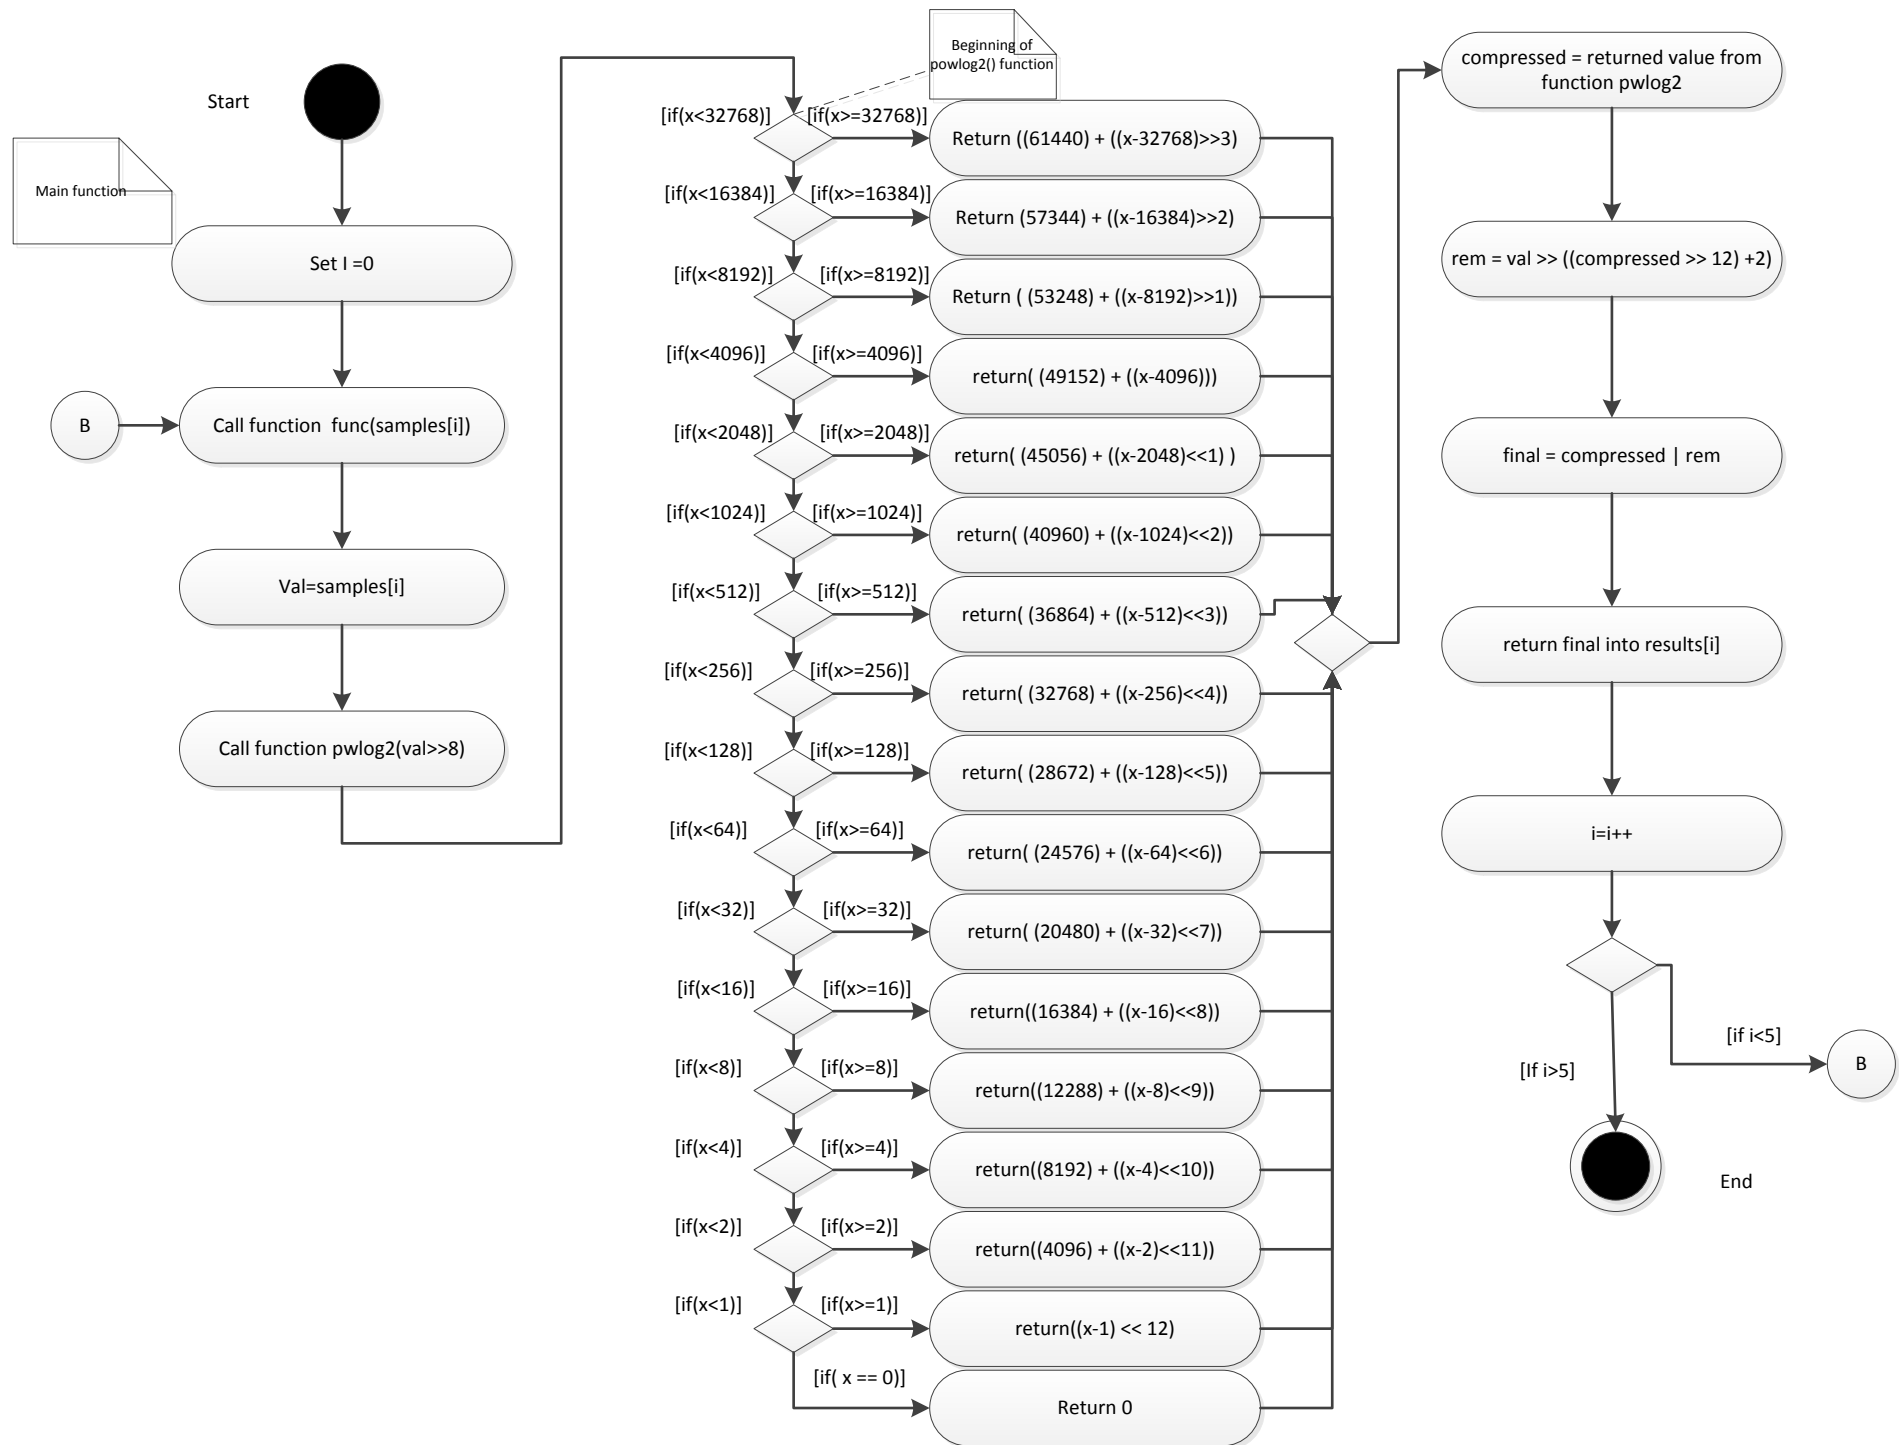 Start
Main function
Set I =0
B
Call function  func(samples[i])
Val=samples[i]
Call function pwlog2(val>>8)
Beginning of
powlog2() function
[if(x<32768)]
[if(x>=32768)]
Return ((61440) + ((x-32768)>>3)
[if(x<16384)]
[if(x>=16384)]
Return (57344) + ((x-16384)>>2)
[if(x<8192)]
[if(x>=8192)]
Return ( (53248) + ((x-8192)>>1))
[if(x<4096)]
[if(x>=4096)]
return( (49152) + ((x-4096)))
[if(x<2048)]
[if(x>=2048)]
return( (45056) + ((x-2048)<<1) )
[if(x<1024)]
[if(x>=1024)]
return( (40960) + ((x-1024)<<2))
[if(x<512)]
[if(x>=512)]
return( (36864) + ((x-512)<<3))
[if(x<256)]
[if(x>=256)]
return( (32768) + ((x-256)<<4))
[if(x<128)]
[if(x>=128)]
return( (28672) + ((x-128)<<5))
[if(x<64)]
[if(x>=64)]
return( (24576) + ((x-64)<<6))
[if(x<32)]
[if(x>=32)]
return( (20480) + ((x-32)<<7))
[if(x<16)]
[if(x>=16)]
return((16384) + ((x-16)<<8))
[if(x<8)]
[if(x>=8)]
return((12288) + ((x-8)<<9))
[if(x<4)]
[if(x>=4)]
return((8192) + ((x-4)<<10))
[if(x<2)]
[if(x>=2)]
return((4096) + ((x-2)<<11))
[if(x<1)]
[if(x>=1)]
return((x-1) << 12)
[if( x == 0)]
Return 0
compressed = returned value from
function pwlog2
rem = val >> ((compressed >> 12) +2)
final = compressed | rem
return final into results[i]
i=i++
[if i<5]
B
[If i>5]
End